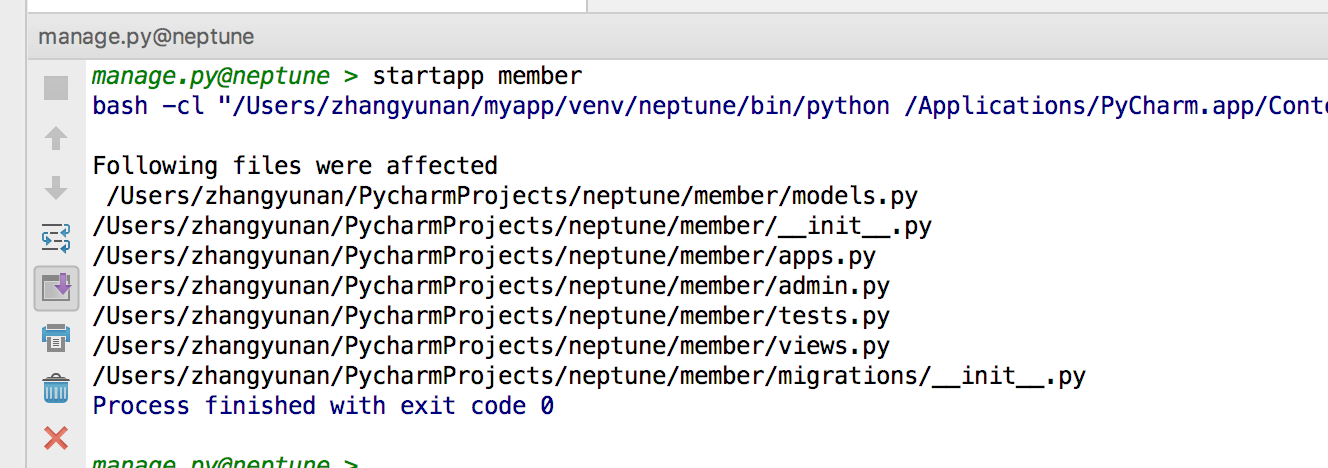 manage.py@neptune
manage.py@neptune > startapp member
bash -cl "/Users/zhangyunan/myapp/venv/neptune/bin/python /Applications/PyCharm.app/Conte
Following files were affected
/Users/zhangyunan/PycharmProjects/neptune/member/models.py
/Users/zhangyunan/PycharmProjects/neptune/member/__init__.py
/Users/zhangyunan/PycharmProjects/neptune/member/apps.py
/Users/zhangyunan/PycharmProjects/neptune/member/admin.py
/Users/zhangyunan/PycharmProjects/neptune/member/tests.py
/Users/zhangyunan/PycharmProjects/neptune/member/views.py
/Users/zhangyunan/PycharmProjects/neptune/member/migrations/__init__.py
Process finished with exit code 0
manage.py@neptune >